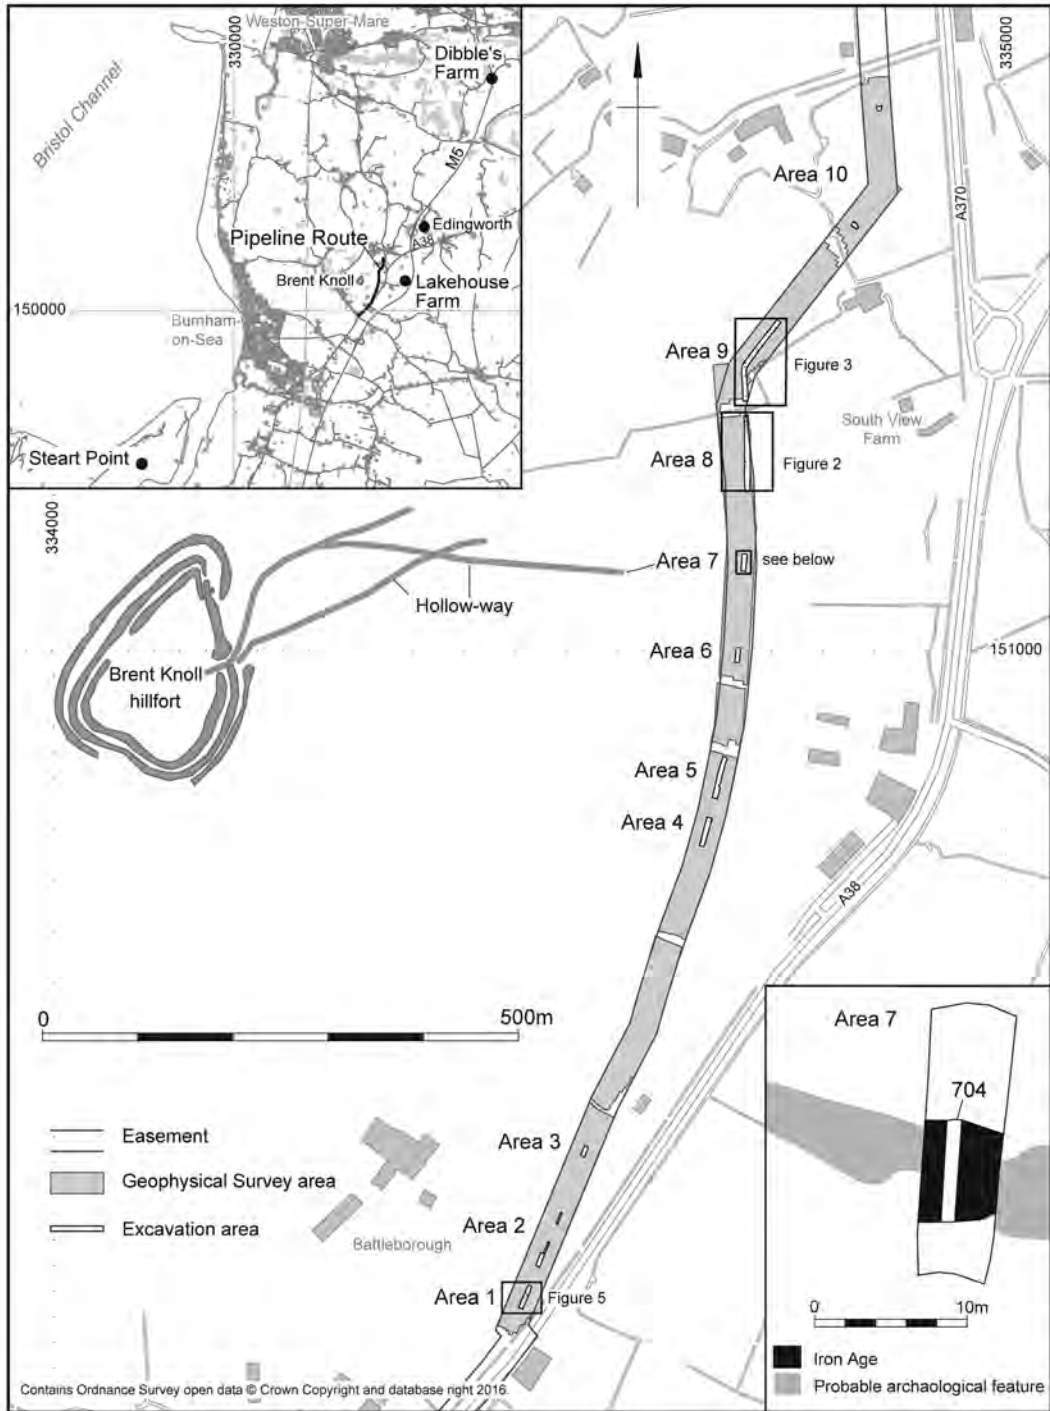 Weston-Super-Mare
330000
Dibble's
Farm
Bristol Channel
M5
Edingworth
A38
Pipeline Route
Brent Knoll
Lakehouse
Farm
150000
Burnham-
on-Sea
Steart Point
335000
Area 10
A370
Area 9
Figure 3
South View
Farm
Area 8
Figure 2
334000
Area 7
see below
Hollow-way
Area 6
151000
Brent Knoll
hillfort
Area 5
Area 4
A38
0
500m
Easement
Geophysical Survey area
Excavation area
Area 3
Area 2
Battleborough
Area 1
Figure 5
Area 7
704
0
10m
Iron Age
Probable archaological feature
Contains Ordnance Survey open data © Crown Copyright and database right 2016.